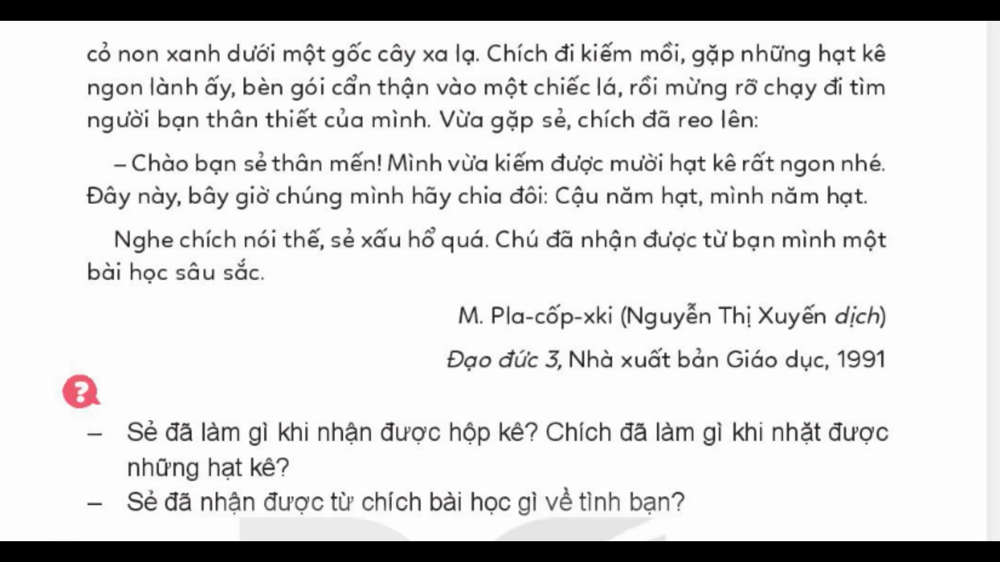 cỏ non xanh dưới một gốc cây xa lạ. Chích đi kiếm mồi, gặp những hạt kê
ngon lành ấy, bèn gói cẩn thận vào một chiếc lá, rồi mừng rỡ chạy đi tìm
người bạn thân thiết của mình. Vừa gặp sẻ, chích đã reo lên:
– Chào bạn sẻ thân mến! Mình vừa kiếm được mười hạt kê rất ngon nhé.
Đây này, bây giờ chúng mình hãy chia đôi: Cậu năm hạt, mình năm hạt.
Nghe chích nói thế, sẻ xấu hổ quá. Chú đã nhận được từ bạn mình một
bài học sâu sắc.
M. Pla-cốp-xki (Nguyễn Thị Xuyến dịch)
Đạo đức 3, Nhà xuất bản Giáo dục, 1991
?
– Sẻ đã làm gì khi nhận được hộp kê? Chích đã làm gì khi nhặt được
những hạt kê?
– Sẻ đã nhận được từ chích bài học gì về tình bạn?